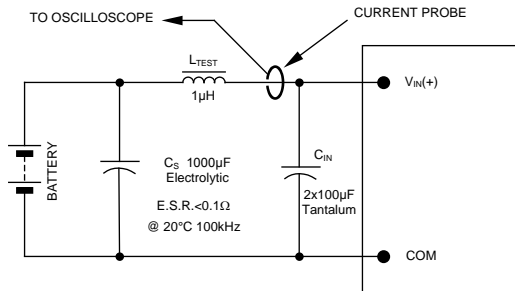 TO OSCILLOSCOPE
CURRENT PROBE
LTEST
1µH
VIN(+)
BATTERY
CS 1000µF
Electrolytic
E.S.R.<0.1Ω
@ 20°C 100kHz
CIN
2x100µF
Tantalum
COM